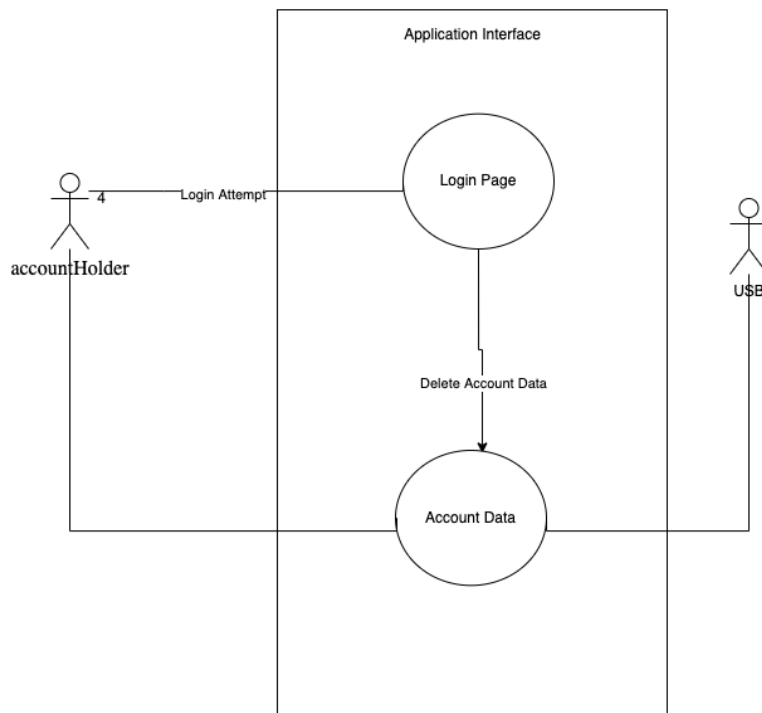 Application Interface
Login Page
4
Login Attempt
accountHolder
USB
Delete Account Data
Account Data